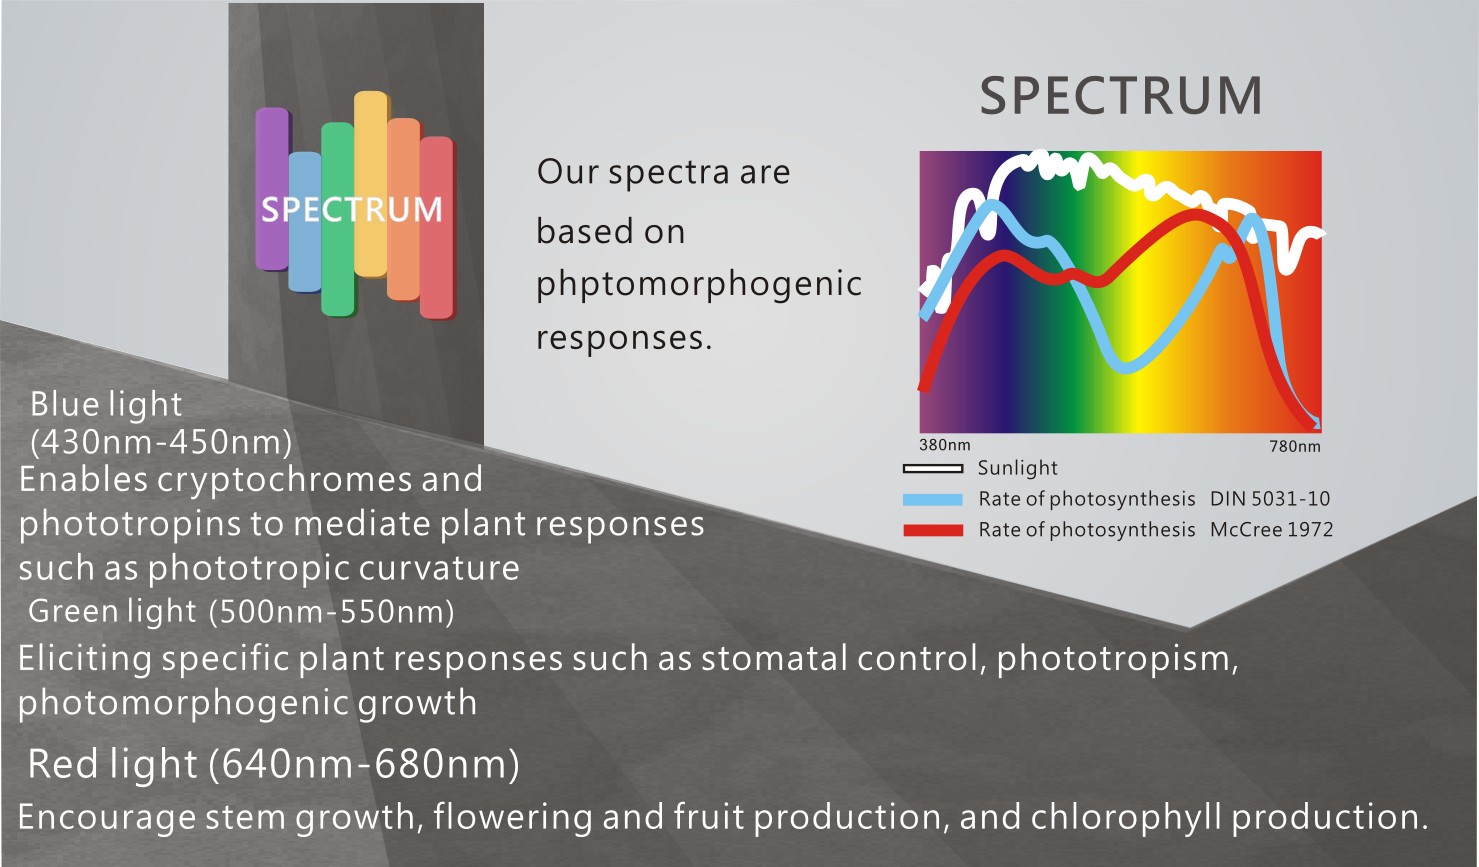 SPECTRUM
Our spectra are
based on
phptomorphogenic
responses.
SPECTRUM
380nm 780nm
Sunlight
Rate of photosynthesis DIN 5031-10
Rate of photosynthesis McCree 1972
Blue light
(430nm-450nm)
Enables cryptochromes and
phototropins to mediate plant responses
such as phototropic curvature
Green light (500nm-550nm)
Eliciting specific plant responses such as stomatal control, phototropism,
photomorphogenic growth
Red light (640nm-680nm)
Encourage stem growth, flowering and fruit production, and chlorophyll production.